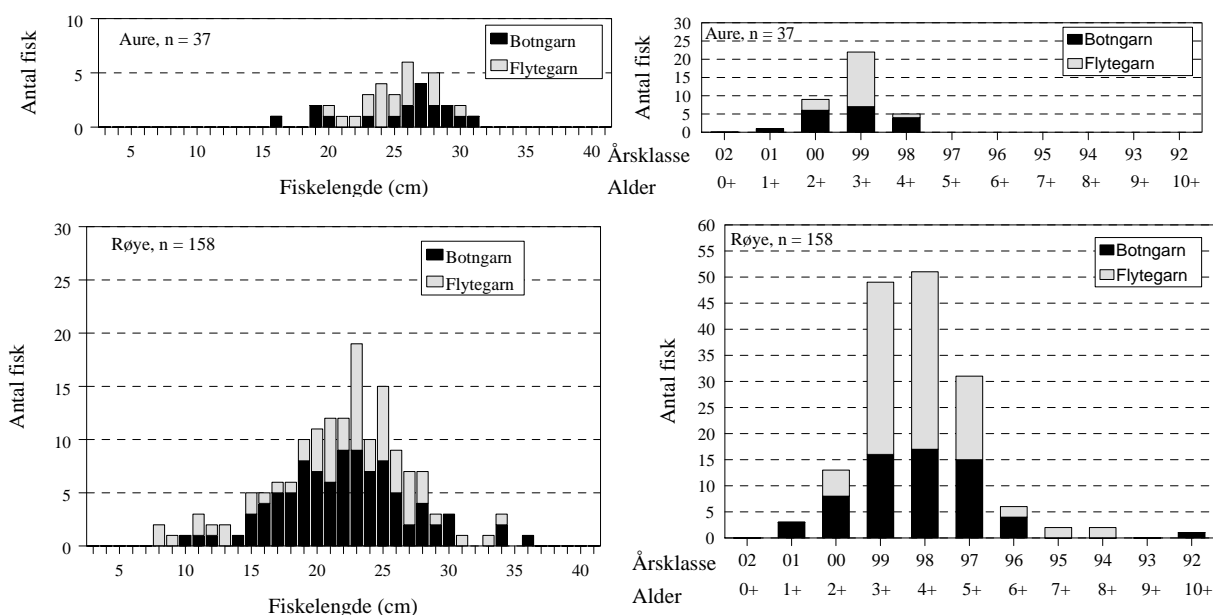 Aure, n = 37
Botngarn
Flytegarn
Antal fisk
10
5
0
5 10 15 20 25 30 35 40
Fiskelengde (cm)
Aure, n = 37
Botngarn
Flytegarn
Antal fisk
30
25
20
15
10
5
0
Årsklasse 02 01 00 99 98 97 96 95 94 93 92
Alder 0+ 1+ 2+ 3+ 4+ 5+ 6+ 7+ 8+ 9+ 10+
Røye, n = 158
Botngarn
Flytegarn
Antal fisk
30
25
20
15
10
5
0
5 10 15 20 25 30 35 40
Fiskelengde (cm)
Røye, n = 158
Botngarn
Flytegarn
Antal fisk
60
55
50
45
40
35
30
25
20
15
10
5
0
Årsklasse 02 01 00 99 98 97 96 95 94 93 92
Alder 0+ 1+ 2+ 3+ 4+ 5+ 6+ 7+ 8+ 9+ 10+